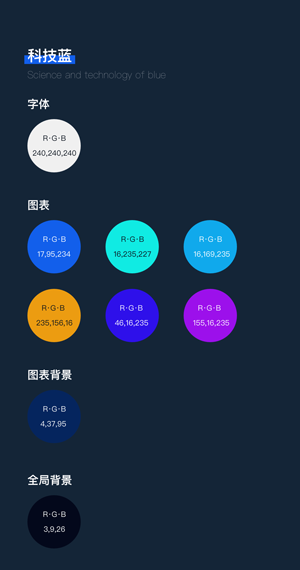 科技蓝
Science and technology of blue
字体
R·G·B
240,240,240
图表
R·G·B R·G·B R·G·B
17,95,234 16,235,227 16,169,235
R·G·B R·G·B R·G·B
235,156,16 46,16,235 155,16,235
图表背景
R·G·B
4,37,95
全局背景
R·G·B
3,9,26